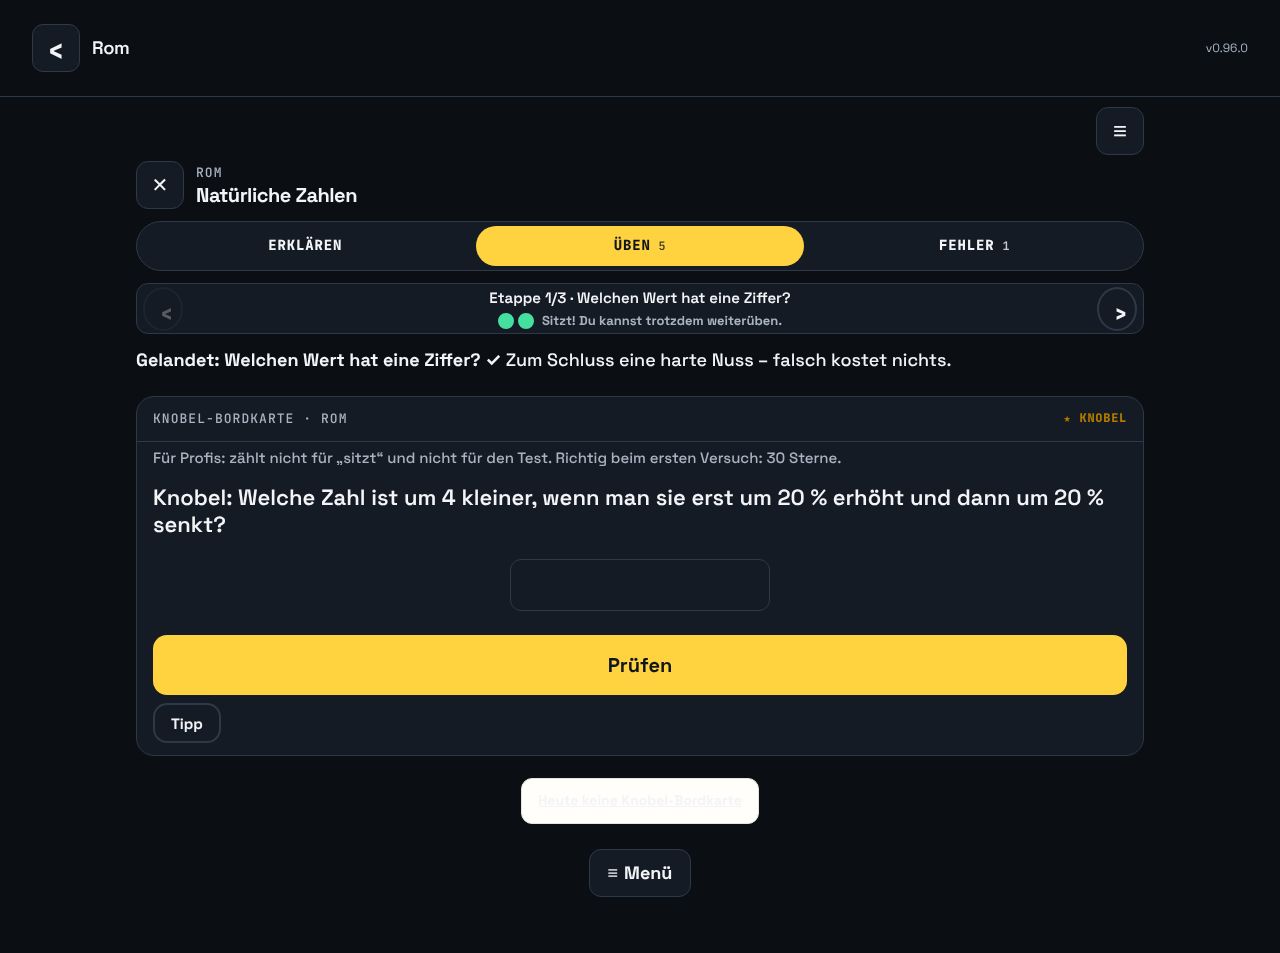 <
Rom
v0.96.0
≡
✕
ROM
Natürliche Zahlen
ERKLÄREN
ÜBEN 5
FEHLER 1
<
Etappe 1/3 · Welchen Wert hat eine Ziffer?
Sitzt! Du kannst trotzdem weiterüben.
>
Gelandet: Welchen Wert hat eine Ziffer? ✓ Zum Schluss eine harte Nuss – falsch kostet nichts.
KNOBEL-BORDKARTE · ROM
★ KNOBEL
Für Profis: zählt nicht für „sitzt“ und nicht für den Test. Richtig beim ersten Versuch: 30 Sterne.
Knobel: Welche Zahl ist um 4 kleiner, wenn man sie erst um 20 % erhöht und dann um 20 %
senkt?
Prüfen
Tipp
Heute keine Knobel-Bordkarte
≡ Menü